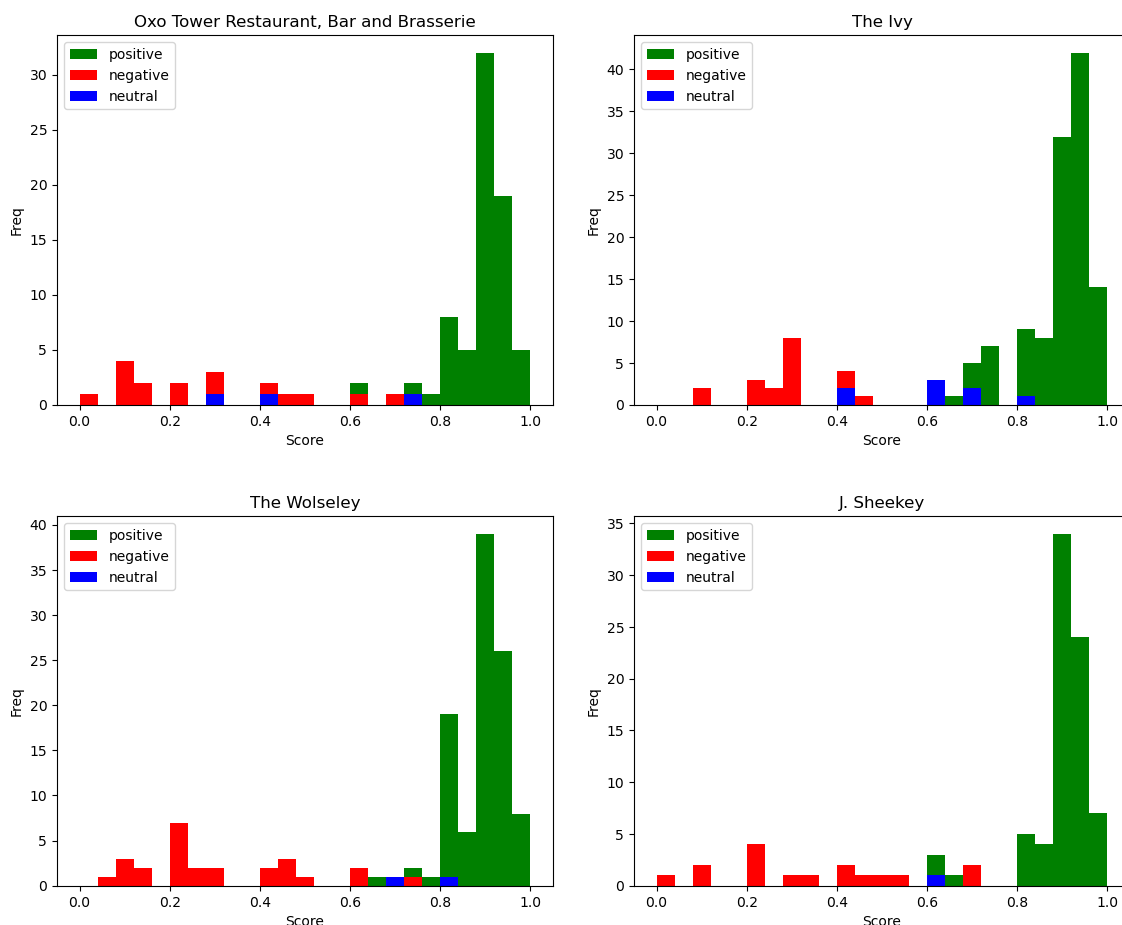 Oxo Tower Restaurant, Bar and Brasserie
positive
negative
neutral
Freq
30
25
20
15
10
5
0
0.0 0.2 0.4 0.6 0.8 1.0
Score
The Ivy
positive
negative
neutral
Freq
40
35
30
25
20
15
10
5
0
0.0 0.2 0.4 0.6 0.8 1.0
Score
The Wolseley
positive
negative
neutral
Freq
40
35
30
25
20
15
10
5
0
0.0 0.2 0.4 0.6 0.8 1.0
Score
J. Sheekey
positive
negative
neutral
Freq
35
30
25
20
15
10
5
0
0.0 0.2 0.4 0.6 0.8 1.0
Score